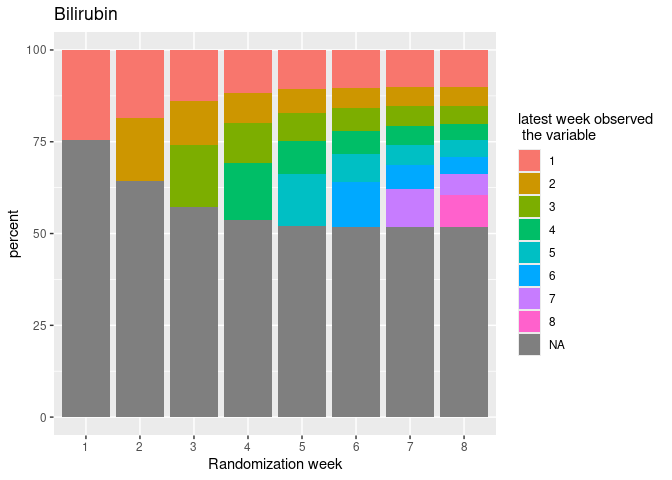 Bilirubin
100
75
50
25
0
percent
1 2 3 4 5 6 7 8
Randomization week
latest week observed
the variable
1
2
3
4
5
6
7
8
NA